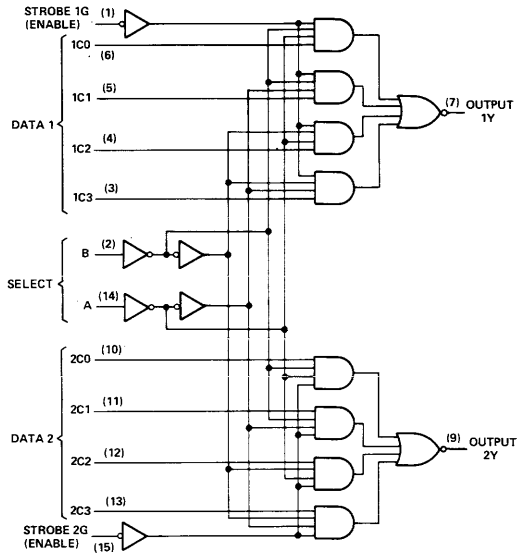 STROBE 1G (1)
(ENABLE)
1C0
(6)
1C1 (5)
DATA 1
1C2 (4)
1C3 (3)
(7) OUTPUT
1Y
B (2)
SELECT
A (14)
2C0 (10)
2C1 (11)
DATA 2
2C2 (12)
2C3 (13)
(9) OUTPUT
2Y
STROBE 2G
(ENABLE) (15)